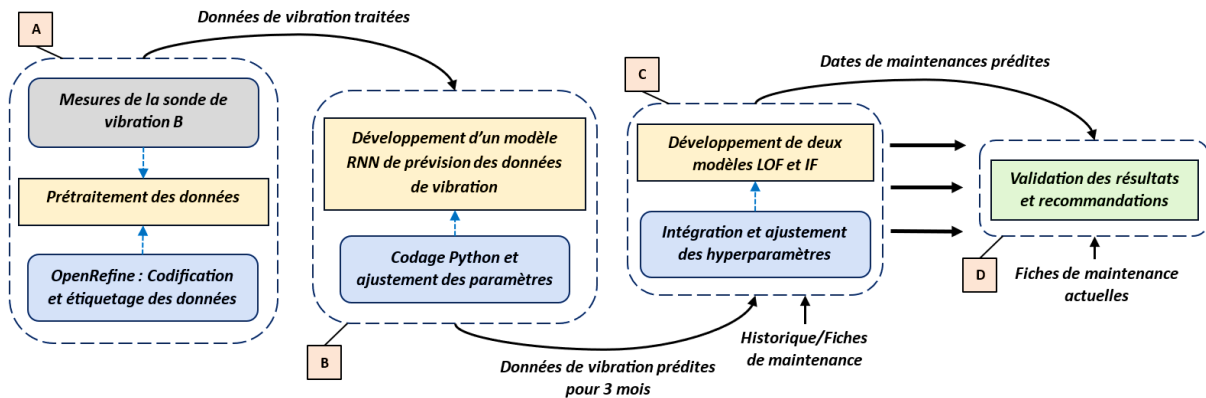 A
Données de vibration traitées
Mesures de la sonde de
vibration B
Prétraitement des données
OpenRefine : Codification
et étiquetage des données
Développement d'un modèle
RNN de prévision des données
de vibration
Codage Python et
ajustement des paramètres
B
Données de vibration prédites
pour 3 mois
C
Dates de maintenances prédites
Développement de deux
modèles LOF et IF
Intégration et ajustement
des hyperparamètres
Historique/Fiches
de maintenance
Validation des résultats
et recommandations
D
Fiches de maintenance
actuelles